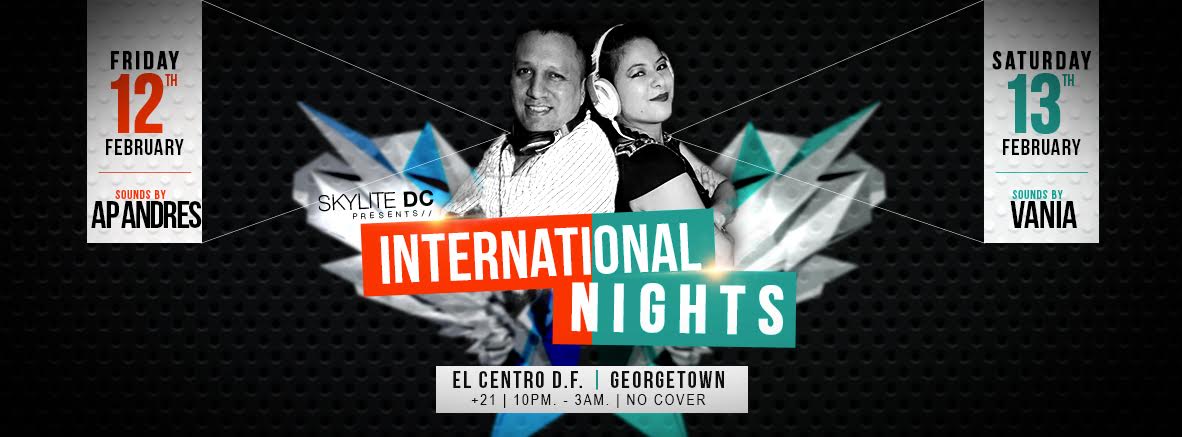 FRIDAY
12TH
FEBRUARY
SOUNDS BY
AP ANDRES
SKYLITE DC
PRESENTS//
INTERNATIONAL
NIGHTS
EL CENTRO D.F. | GEORGETOWN
+21 | 10PM. - 3AM. | NO COVER
SATURDAY
13TH
FEBRUARY
SOUNDS BY
VANIA